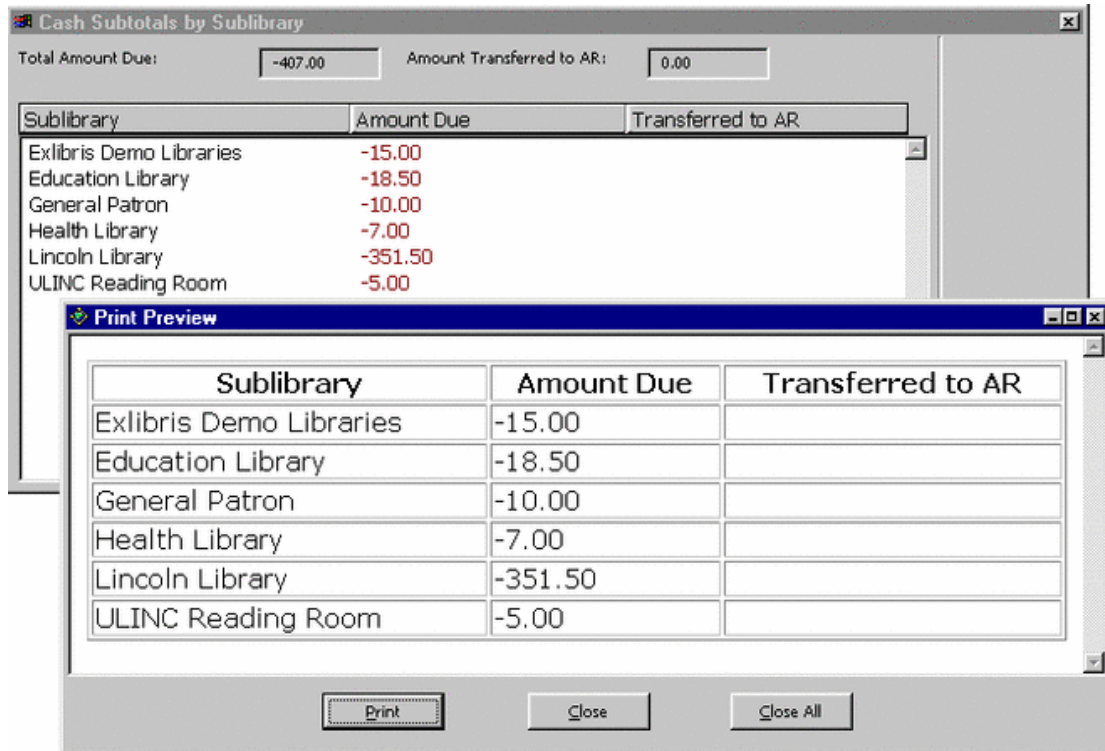 Cash Subtotals by Sublibrary
Total Amount Due: -407.00 Amount Transferred to AR: 0.00
Sublibrary Amount Due Transferred to AR
Exlibris Demo Libraries -15.00
Education Library -18.50
General Patron -10.00
Health Library -7.00
Lincoln Library -351.50
ULINC Reading Room -5.00
Print Preview
Sublibrary Amount Due Transferred to AR
Exlibris Demo Libraries -15.00
Education Library -18.50
General Patron -10.00
Health Library -7.00
Lincoln Library -351.50
ULINC Reading Room -5.00
Print Close Close All